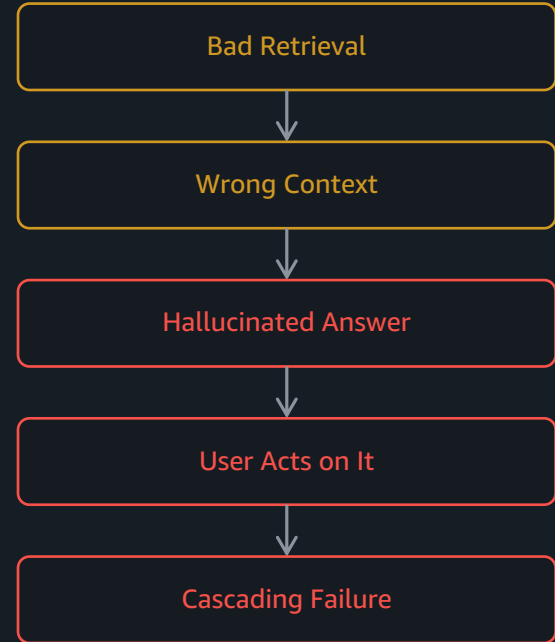 Bad Retrieval
Wrong Context
Hallucinated Answer
User Acts on It
Cascading Failure